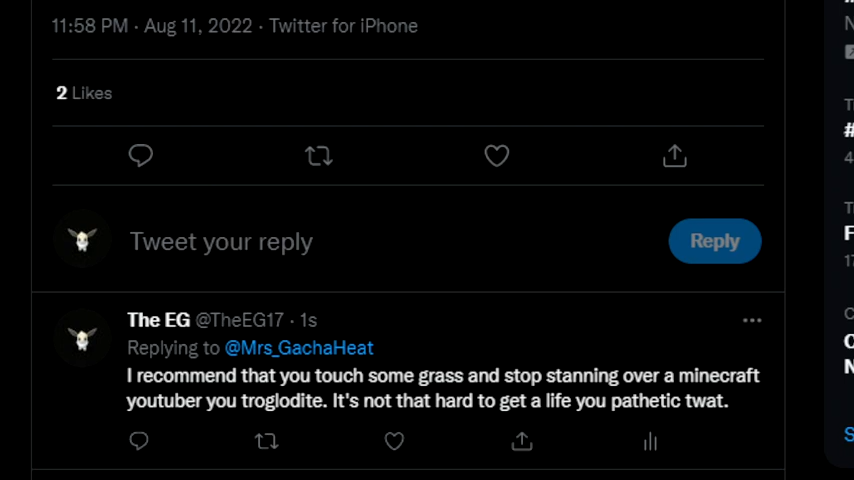 11:58 PM · Aug 11, 2022 · Twitter for iPhone
2 Likes
Tweet your reply
Reply
The EG @TheEG17 · 1s
Replying to @Mrs_GachaHeat
I recommend that you touch some grass and stop stanning over a minecraft
youtuber you troglodite. It's not that hard to get a life you pathetic twat.